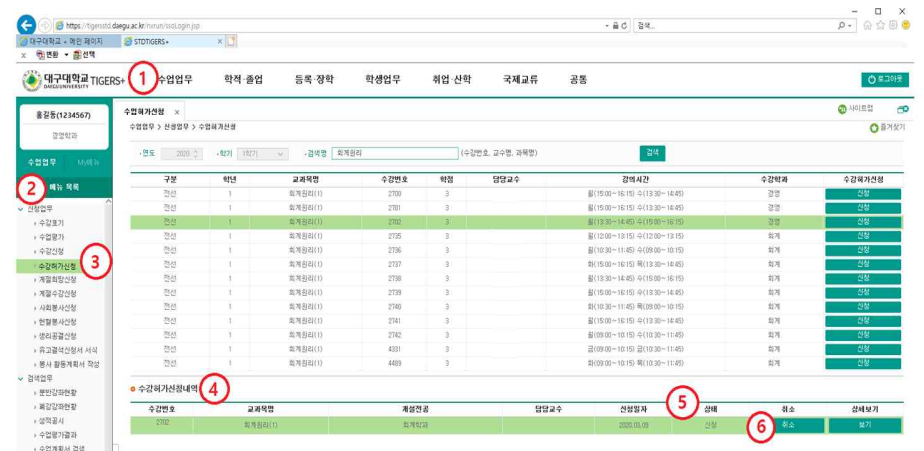 https://tigersstd.daegu.ac.kr/nxrun/ssoLogin.jsp
검색...
대구대학교 - 메인 페이지
STDTIGERS+
x 변환 선택
대구대학교 TIGERS+
DAEGU UNIVERSITY
1
수업업무 학적·졸업 등록·장학 학생업무 취업·산학 국제교류 공통
로그아웃
홍길동(1234567)
경영학과
수업업무 My메뉴
2
메뉴 목록
신청업무
수강포기
수업평가
수강신청
수강허가신청
3
계절희망신청
계절수강신청
사회봉사신청
헌혈봉사신청
생리공결신청
유고결석신청서 서식
봉사 활동계획서 작성
검색업무
분반강좌현황
폐강강좌현황
성적공시
수업평가결과
수업계획서 검색
수업허가신청 ×
사이트맵
수업업무 > 신청업무 > 수업허가신청
즐겨찾기
·연도 2020 ·학기 1학기 ·검색명 회계원리 (수강번호, 교수명, 과목명) 검색
구분 학년 교과목명 수강번호 학점 담당교수 강의시간 수강학과 수강허가신청
전선 1 회계원리(1) 2700 3 월(15:00~16:15) 수(13:30~14:45) 경영 신청
전선 1 회계원리(1) 2701 3 월(15:00~16:15) 수(13:30~14:45) 경영 신청
전선 1 회계원리(1) 2702 3 월(13:30~14:45) 수(15:00~16:15) 경영 신청
전선 1 회계원리(1) 2735 3 월(12:00~13:15) 수(12:00~13:15) 회계 신청
전선 1 회계원리(1) 2736 3 월(10:30~11:45) 수(09:00~10:15) 회계 신청
전선 1 회계원리(1) 2737 3 화(15:00~16:15) 목(13:30~14:45) 회계 신청
전선 1 회계원리(1) 2738 3 월(13:30~14:45) 수(15:00~16:15) 회계 신청
전선 1 회계원리(1) 2739 3 월(15:00~16:15) 수(13:30~14:45) 회계 신청
전선 1 회계원리(1) 2740 3 화(10:30~11:45) 목(09:00~10:15) 회계 신청
전선 1 회계원리(1) 2741 3 월(15:00~16:15) 수(13:30~14:45) 회계 신청
전선 1 회계원리(1) 2742 3 월(09:00~10:15) 수(10:30~11:45) 회계 신청
전선 1 회계원리(1) 4331 3 금(09:00~10:15) 금(10:30~11:45) 회계 신청
전선 1 회계원리(1) 4489 3 화(09:00~10:15) 목(10:30~11:45) 회계 신청
수강허가신청내역 4
수강번호 교과목명 개설전공 담당교수 신청일자 5 상태 취소 상세보기
2702 회계원리(1) 회계학과 2020.03.09 신청 6 취소 보기